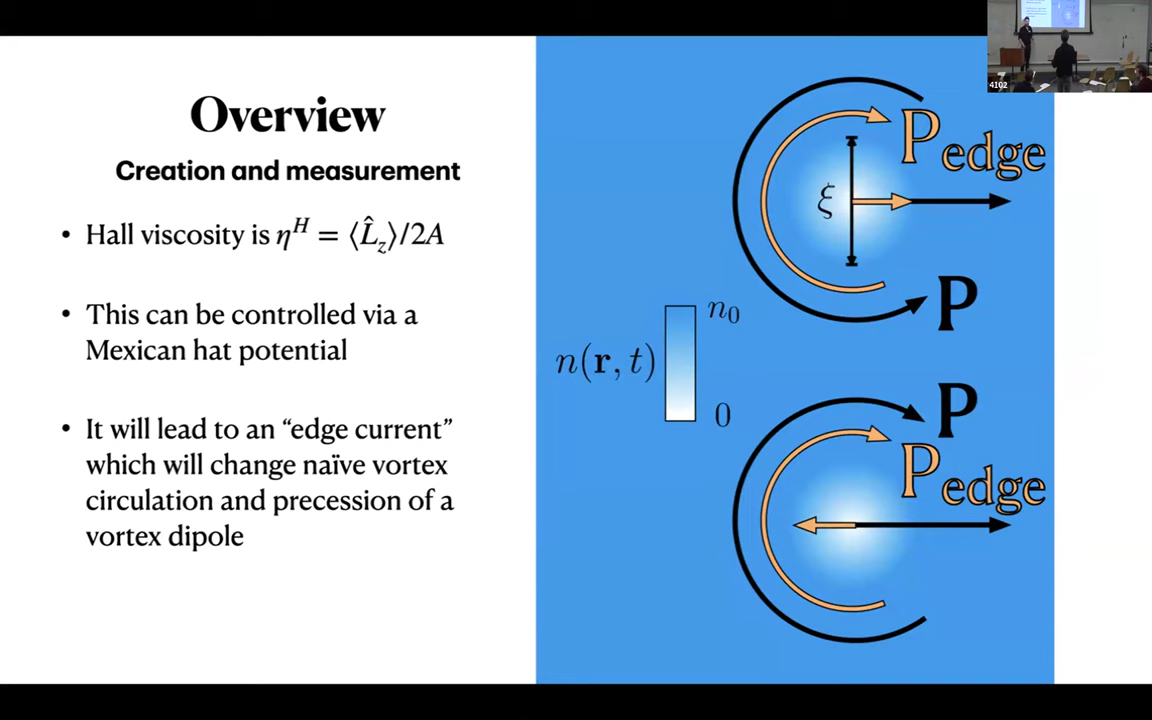 Overview
Creation and measurement
• Hall viscosity is η^H = ⟨L̂_z⟩/2A
• This can be controlled via a
Mexican hat potential
• It will lead to an “edge current”
which will change naïve vortex
circulation and precession of a
vortex dipole
P_edge
ξ
P
n_0
n(r, t)
0
P
P_edge
4102